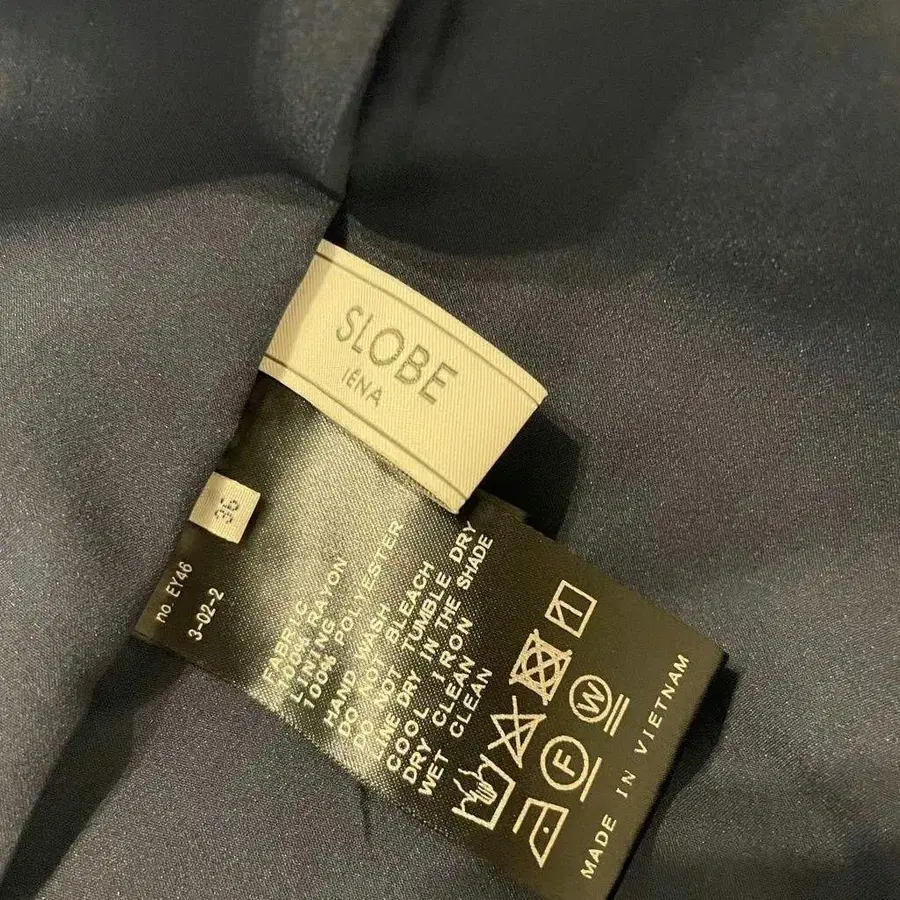 SLOBE
IENA
36
no. EY46
3-02-2
FABRIC
100% RAYON
LINING
100% POLYESTER
HAND WASH
DO NOT BLEACH
DO NOT TUMBLE DRY
LINE DRY IN THE SHADE
COOL IRON
DRY CLEAN
WET CLEAN
F
W
MADE IN VIETNAM